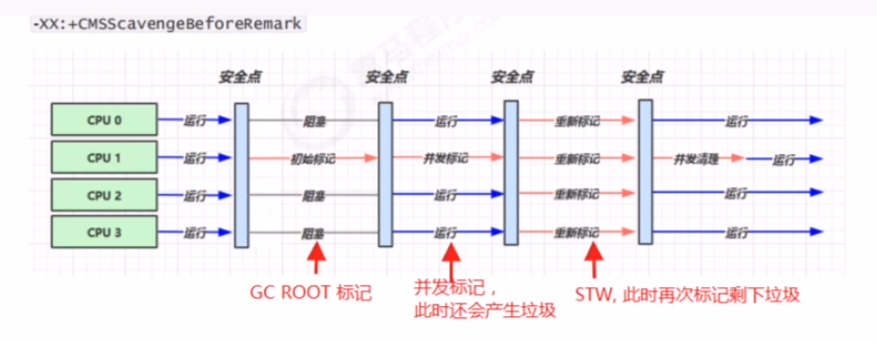 -XX:+CMSScavengeBeforeRemark
安全点 安全点 安全点 安全点
CPU 0 运行 阻塞 运行 重新标记 运行
CPU 1 运行 初始标记 并发标记 重新标记 并发清理 运行
CPU 2 运行 阻塞 运行 重新标记 运行
CPU 3 运行 阻塞 运行 重新标记 运行
GC ROOT 标记
并发标记，
此时还会产生垃圾
STW, 此时再次标记剩下垃圾